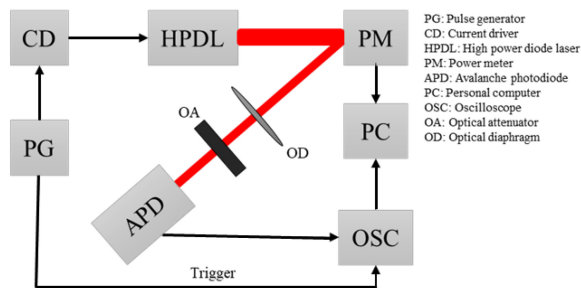 CD
HPDL
PM
PG: Pulse generator
CD: Current driver
HPDL: High power diode laser
PM: Power meter
APD: Avalanche photodiode
PC: Personal computer
OSC: Oscilloscope
OA: Optical attenuator
OD: Optical diaphragm
OA
OD
PG
PC
APD
OSC
Trigger